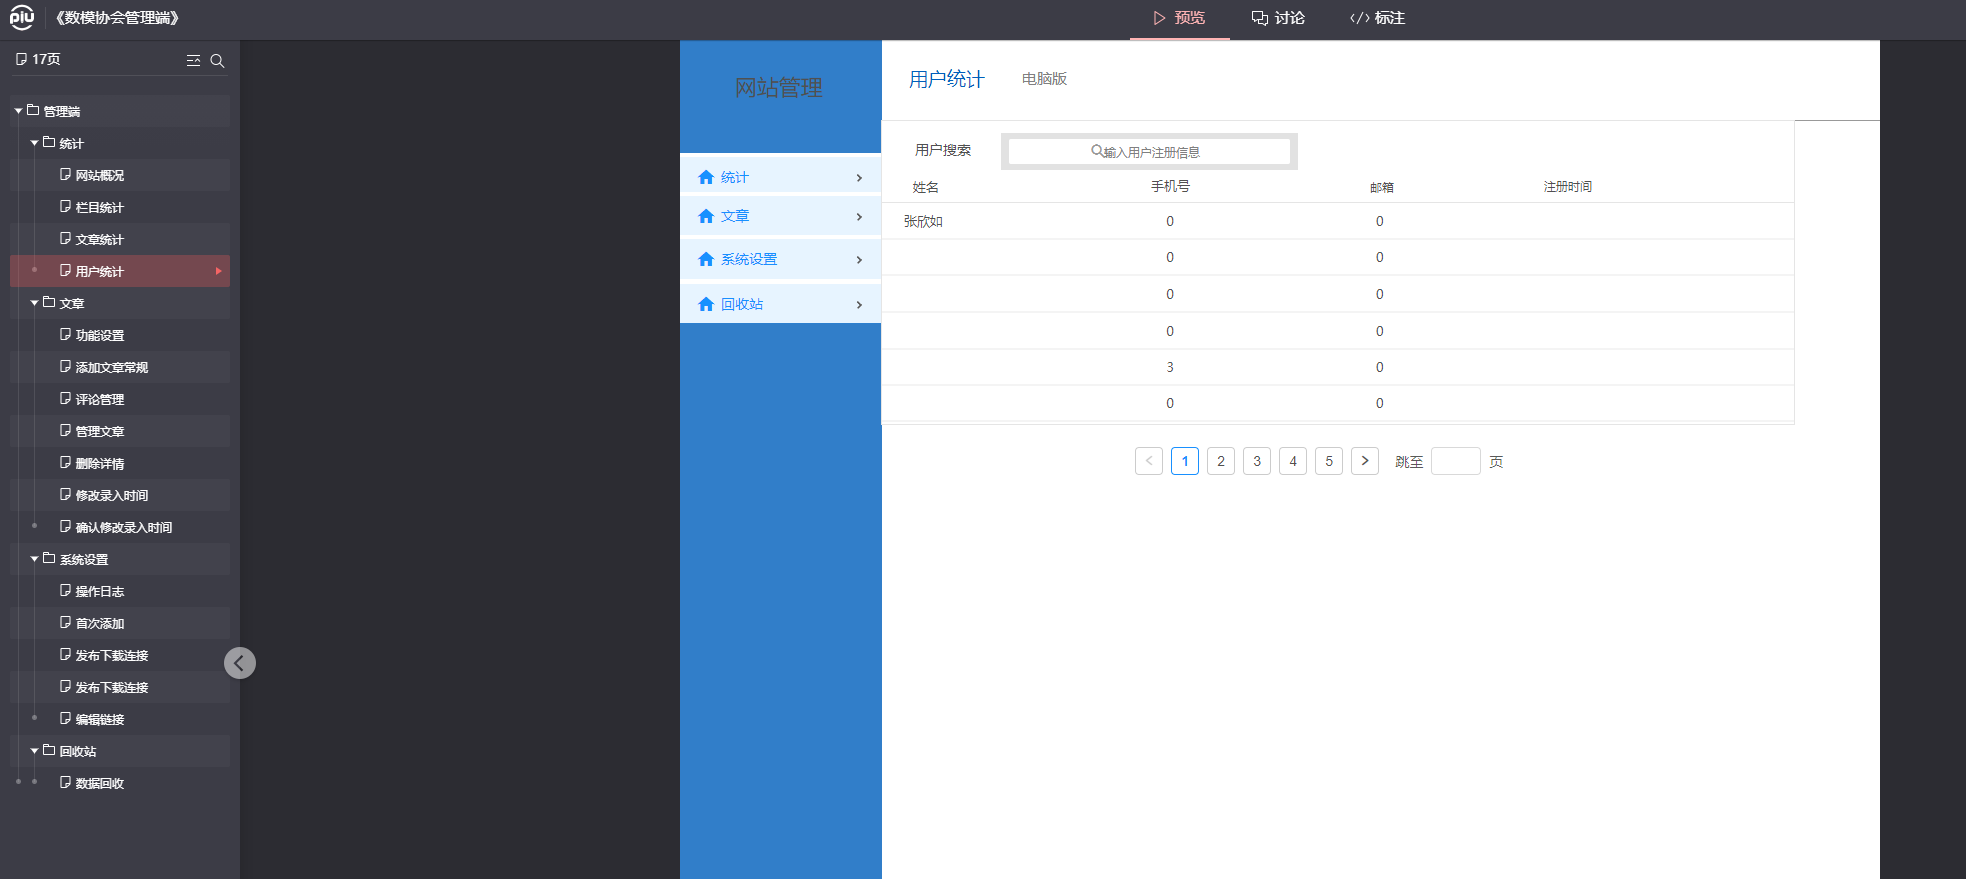 piu 《数模协会管理端》 预览 讨论 </> 标注
17页
管理端
统计
网站概况
栏目统计
文章统计
用户统计
文章
功能设置
添加文章常规
评论管理
管理文章
删除详情
修改录入时间
确认修改录入时间
系统设置
操作日志
首次添加
发布下载连接
发布下载连接
编辑链接
回收站
数据回收
网站管理
统计
文章
系统设置
回收站
用户统计 电脑版
用户搜索 输入用户注册信息
姓名 手机号 邮箱 注册时间
张欣如 0 0
0 0
0 0
0 0
3 0
0 0
< 1 2 3 4 5 > 跳至 页